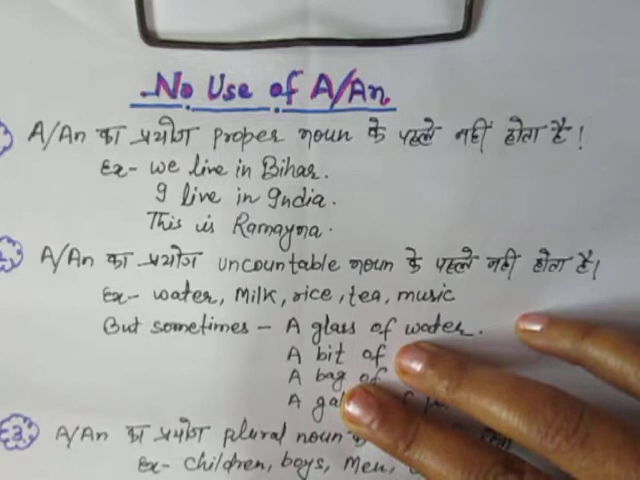 No Use of A/An.
A/An का प्रयोग proper noun के पहले नहीं होता है!
Ex- we live in Bihar.
I live in India.
This is Ramayna.
A/An का प्रयोग uncountable noun के पहले नहीं होता है।
Ex- water, Milk, rice, tea, music
But sometimes - A glass of water.
A bit of
A bag of
A
3. A/An का प्रयोग plural noun
Ex- children, boys, Men,